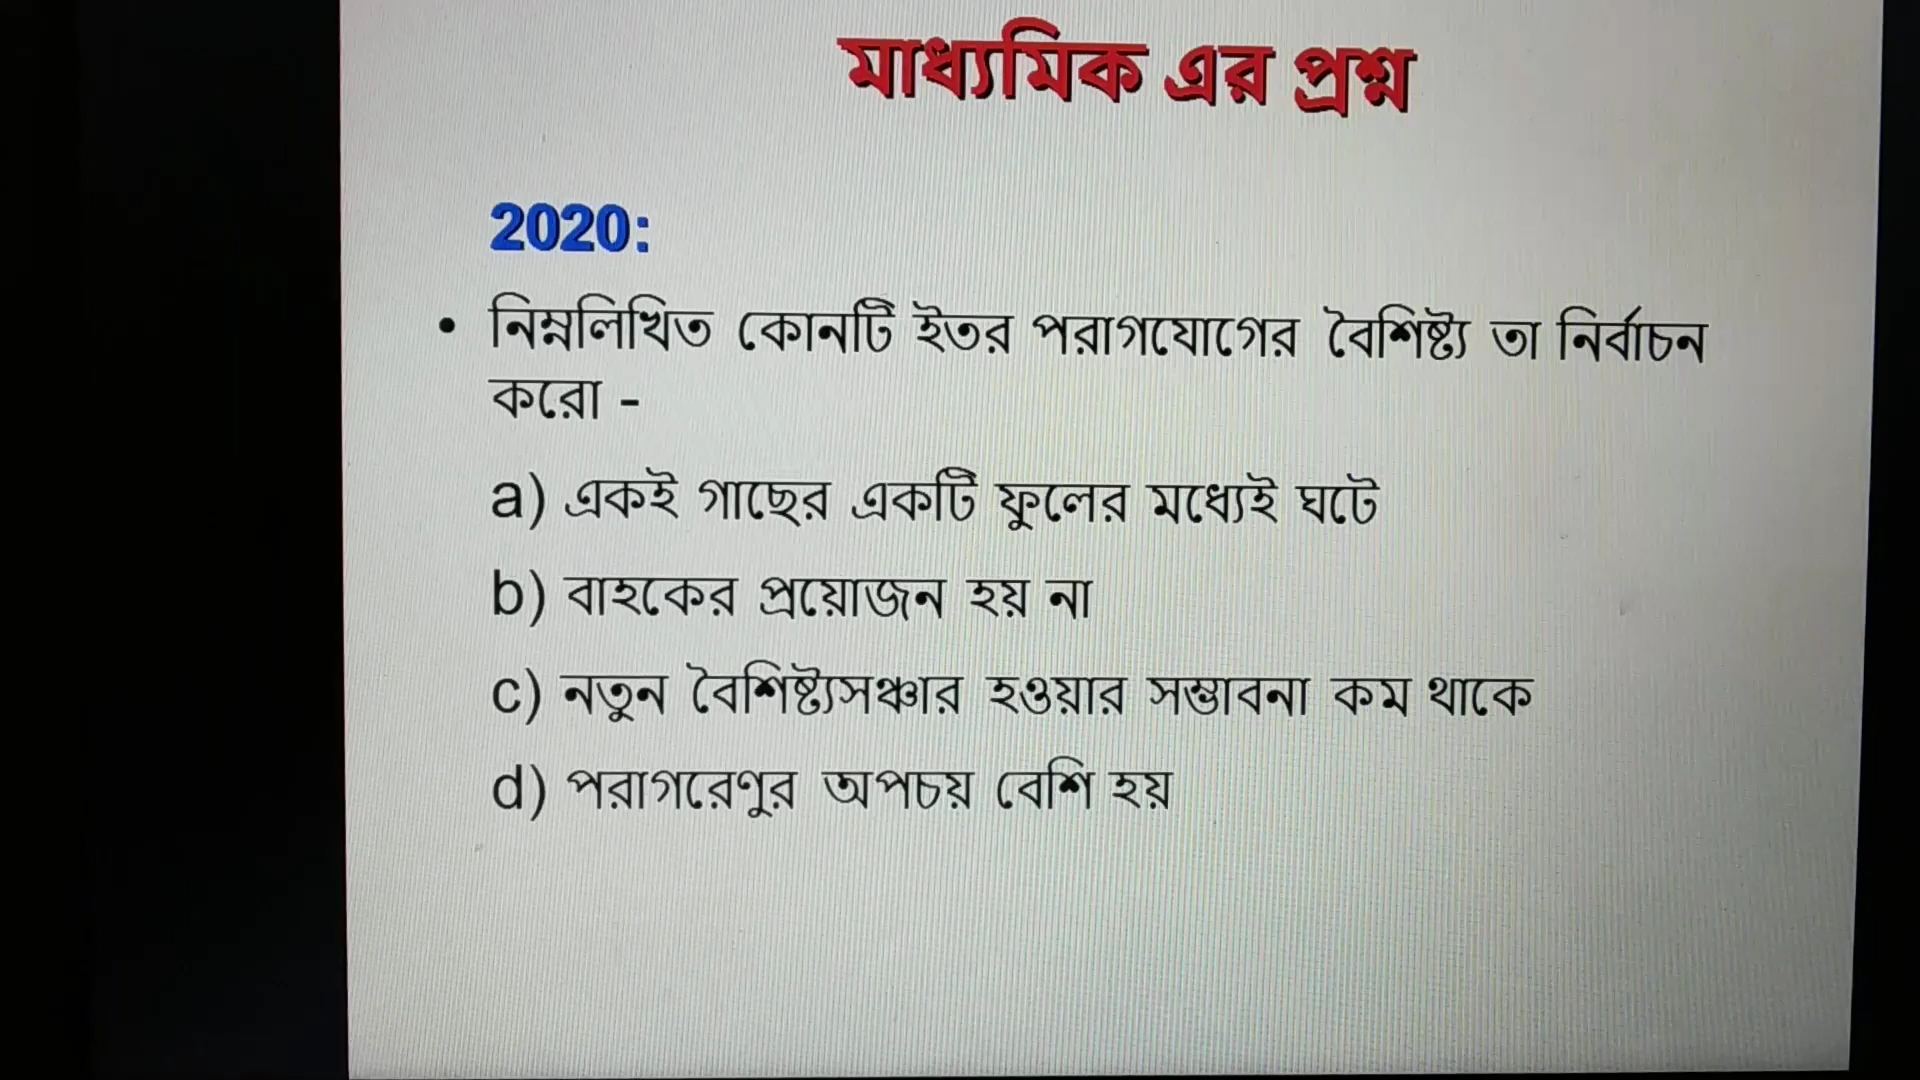 মাধ্যমিক এর প্রশ্ন
2020:
• নিম্নলিখিত কোনটি ইতর পরাগযোগের বৈশিষ্ট্য তা নির্বাচন
করো -
a) একই গাছের একটি ফুলের মধ্যেই ঘটে
b) বাহকের প্রয়োজন হয় না
c) নতুন বৈশিষ্ট্যসঞ্চার হওয়ার সম্ভাবনা কম থাকে
d) পরাগরেণুর অপচয় বেশি হয়